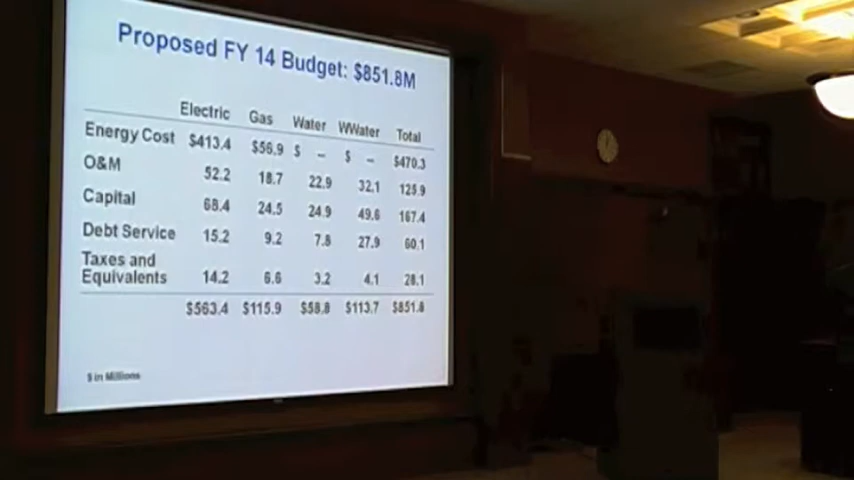 Proposed FY 14 Budget: $851.8M
Electric Gas Water WWater Total
Energy Cost $413.4 $56.9 $ – $ – $470.3
O&M 52.2 18.7 22.9 32.1 125.9
Capital 68.4 24.5 24.9 49.6 167.4
Debt Service 15.2 9.2 7.8 27.9 60.1
Taxes and
Equivalents 14.2 6.6 3.2 4.1 28.1
$563.4 $115.9 $58.8 $113.7 $851.8
$ in Millions